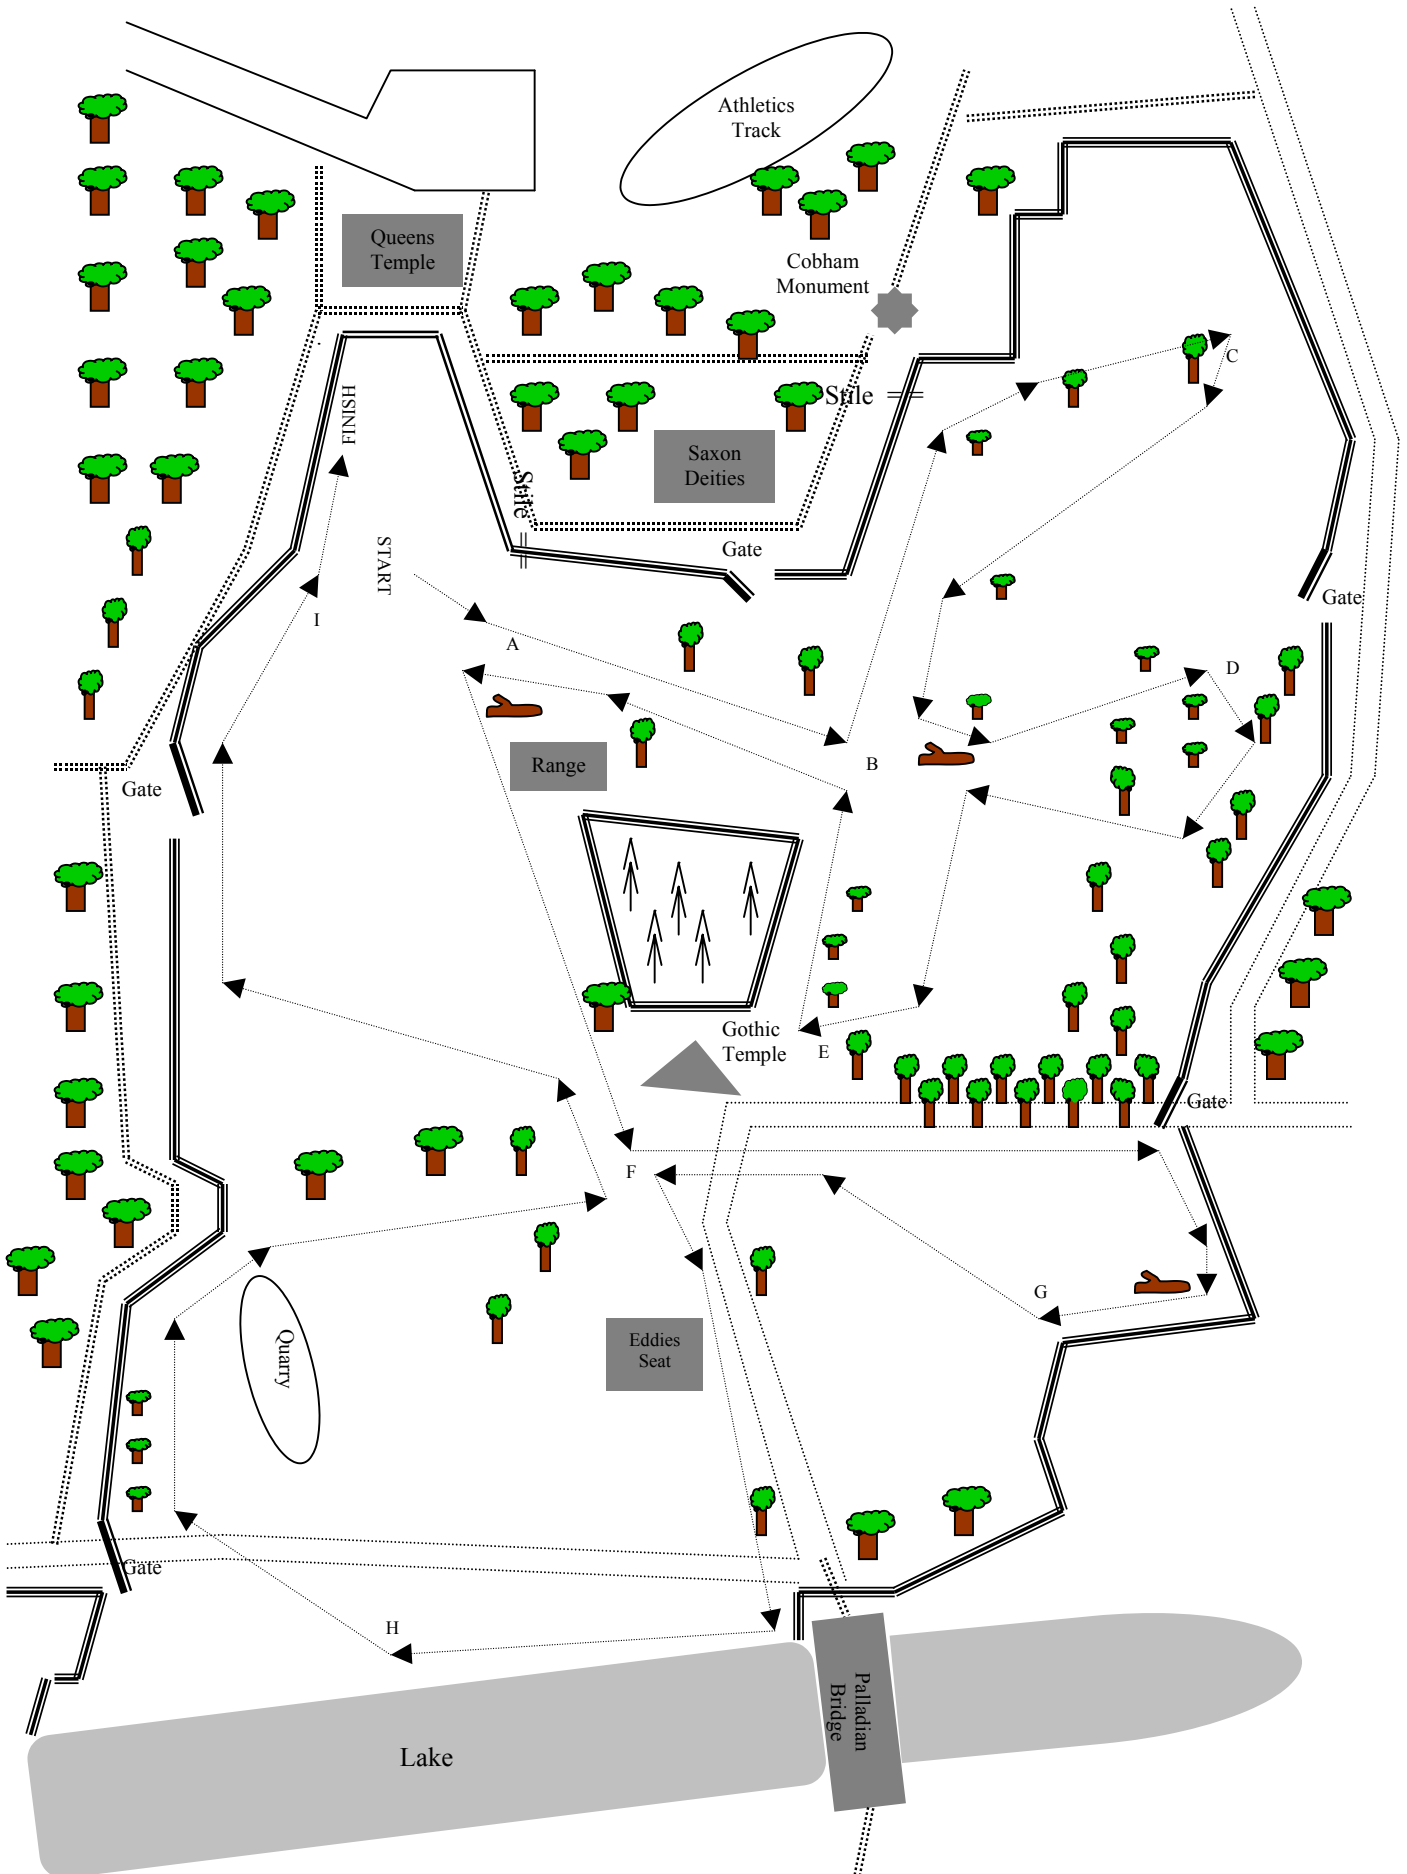 Athletics
Track
Queens
Temple
Cobham
Monument
C
Stile
FINISH
Saxon
Deities
Stile
START
Gate
Gate
I
A
D
B
Range
Gate
Gothic
Temple
E
Gate
F
G
Quarry
Eddies
Seat
Gate
H
Palladian
Bridge
Lake